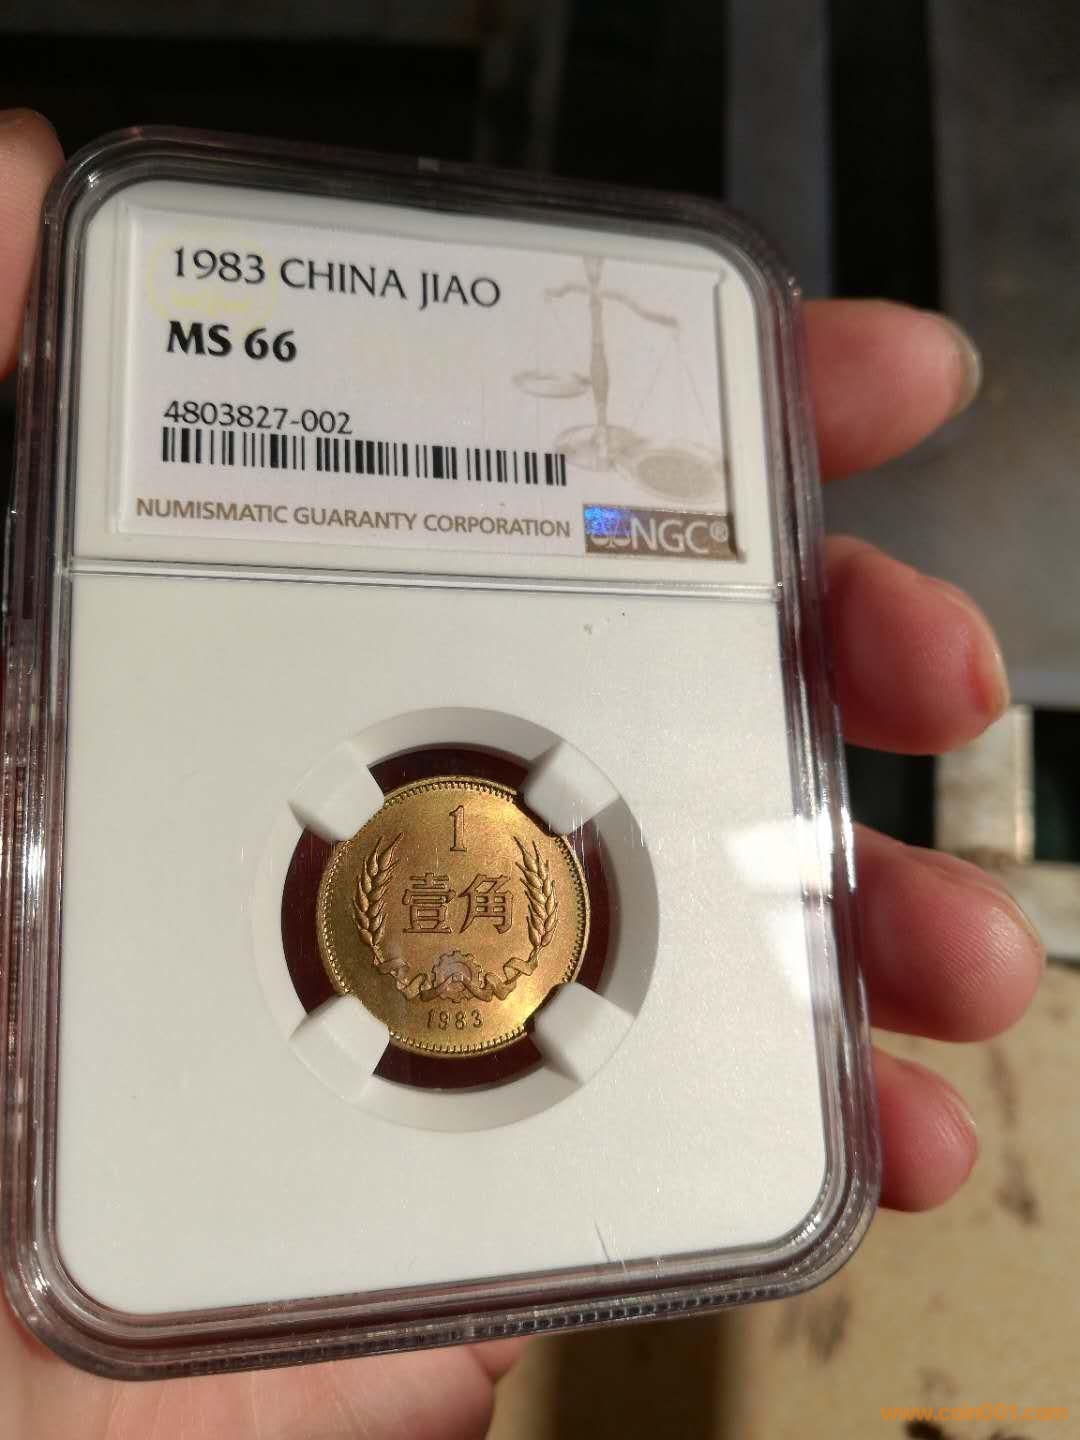 1983 CHINA JIAO
MS 66
4803827-002
NUMISMATIC GUARANTY CORPORATION
NGC®
1
壹角
1983
www.coin001.com